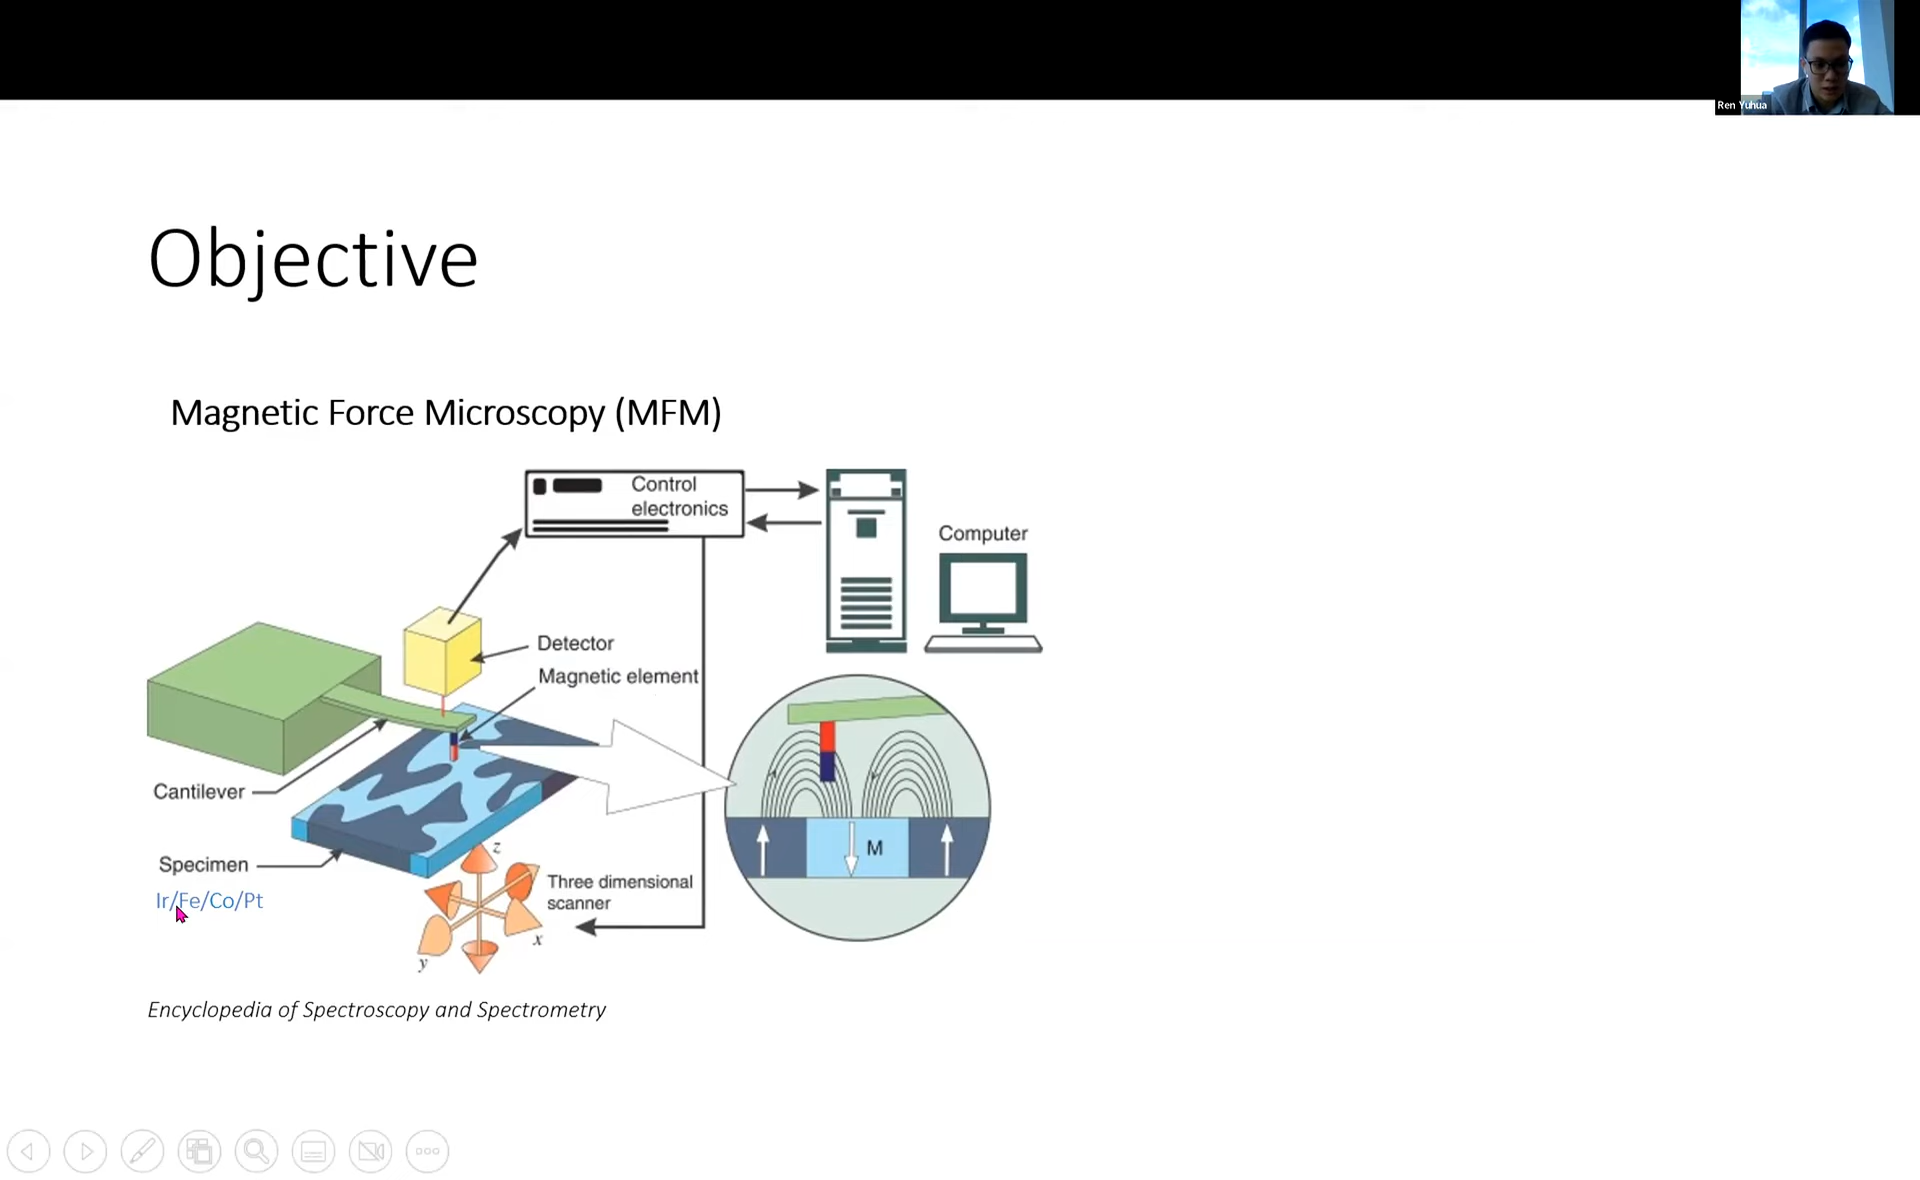 Ren Yuhua
Objective
Magnetic Force Microscopy (MFM)
Control
electronics
Computer
Detector
Magnetic element
Cantilever
M
Specimen
z
Ir/Fe/Co/Pt
Three dimensional
scanner
x
y
Encyclopedia of Spectroscopy and Spectrometry